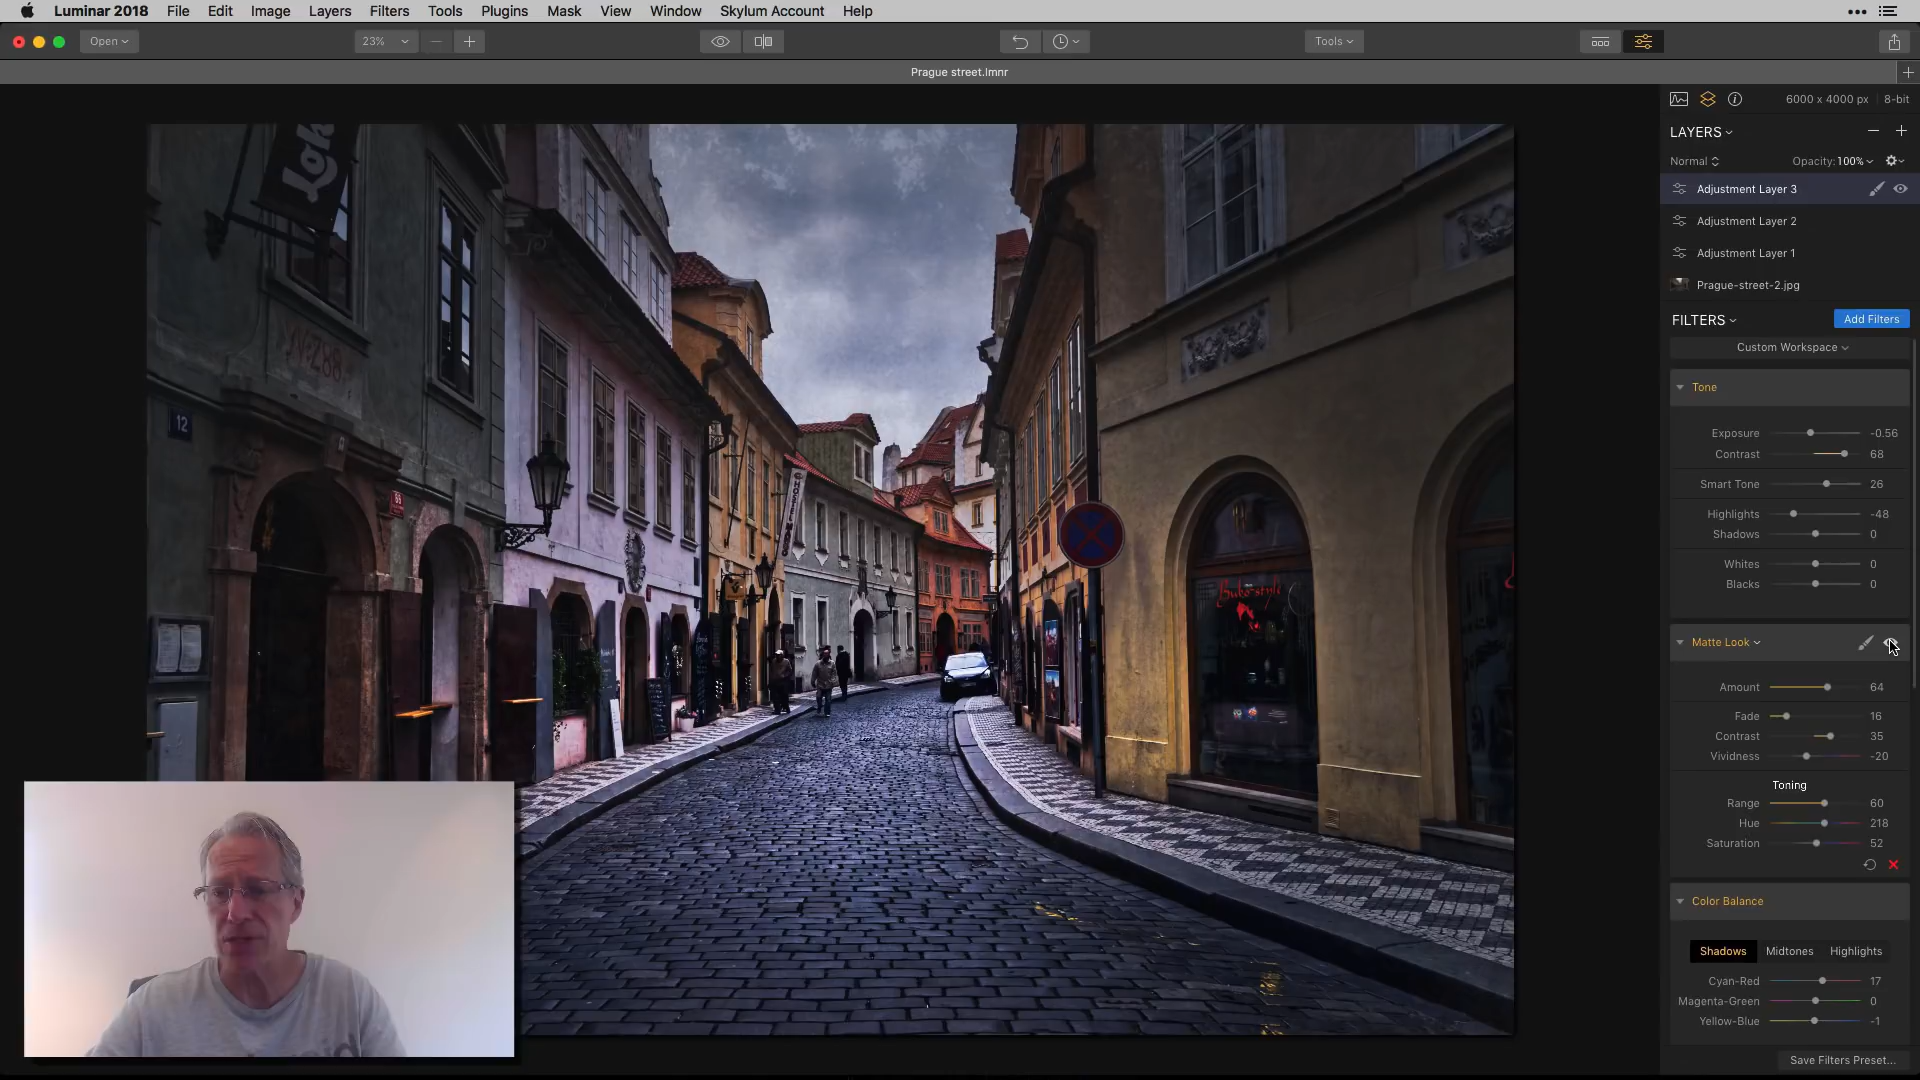 Luminar 2018 File Edit Image Layers Filters Tools Plugins Mask View Window Skylum Account Help
Open 23% Tools
Prague street.lmnr
6000 x 4000 px 8-bit
LAYERS
Normal Opacity: 100%
Adjustment Layer 3
Adjustment Layer 2
Adjustment Layer 1
Prague-street-2.jpg
FILTERS Add Filters
Custom Workspace
Tone
Exposure -0.56
Contrast 68
Smart Tone 26
Highlights -48
Shadows 0
Whites 0
Blacks 0
Matte Look
Amount 64
Fade 16
Contrast 35
Vividness -20
Toning
Range 60
Hue 218
Saturation 52
Color Balance
Shadows Midtones Highlights
Cyan-Red 17
Magenta-Green 0
Yellow-Blue -1
Save Filters Preset...
12